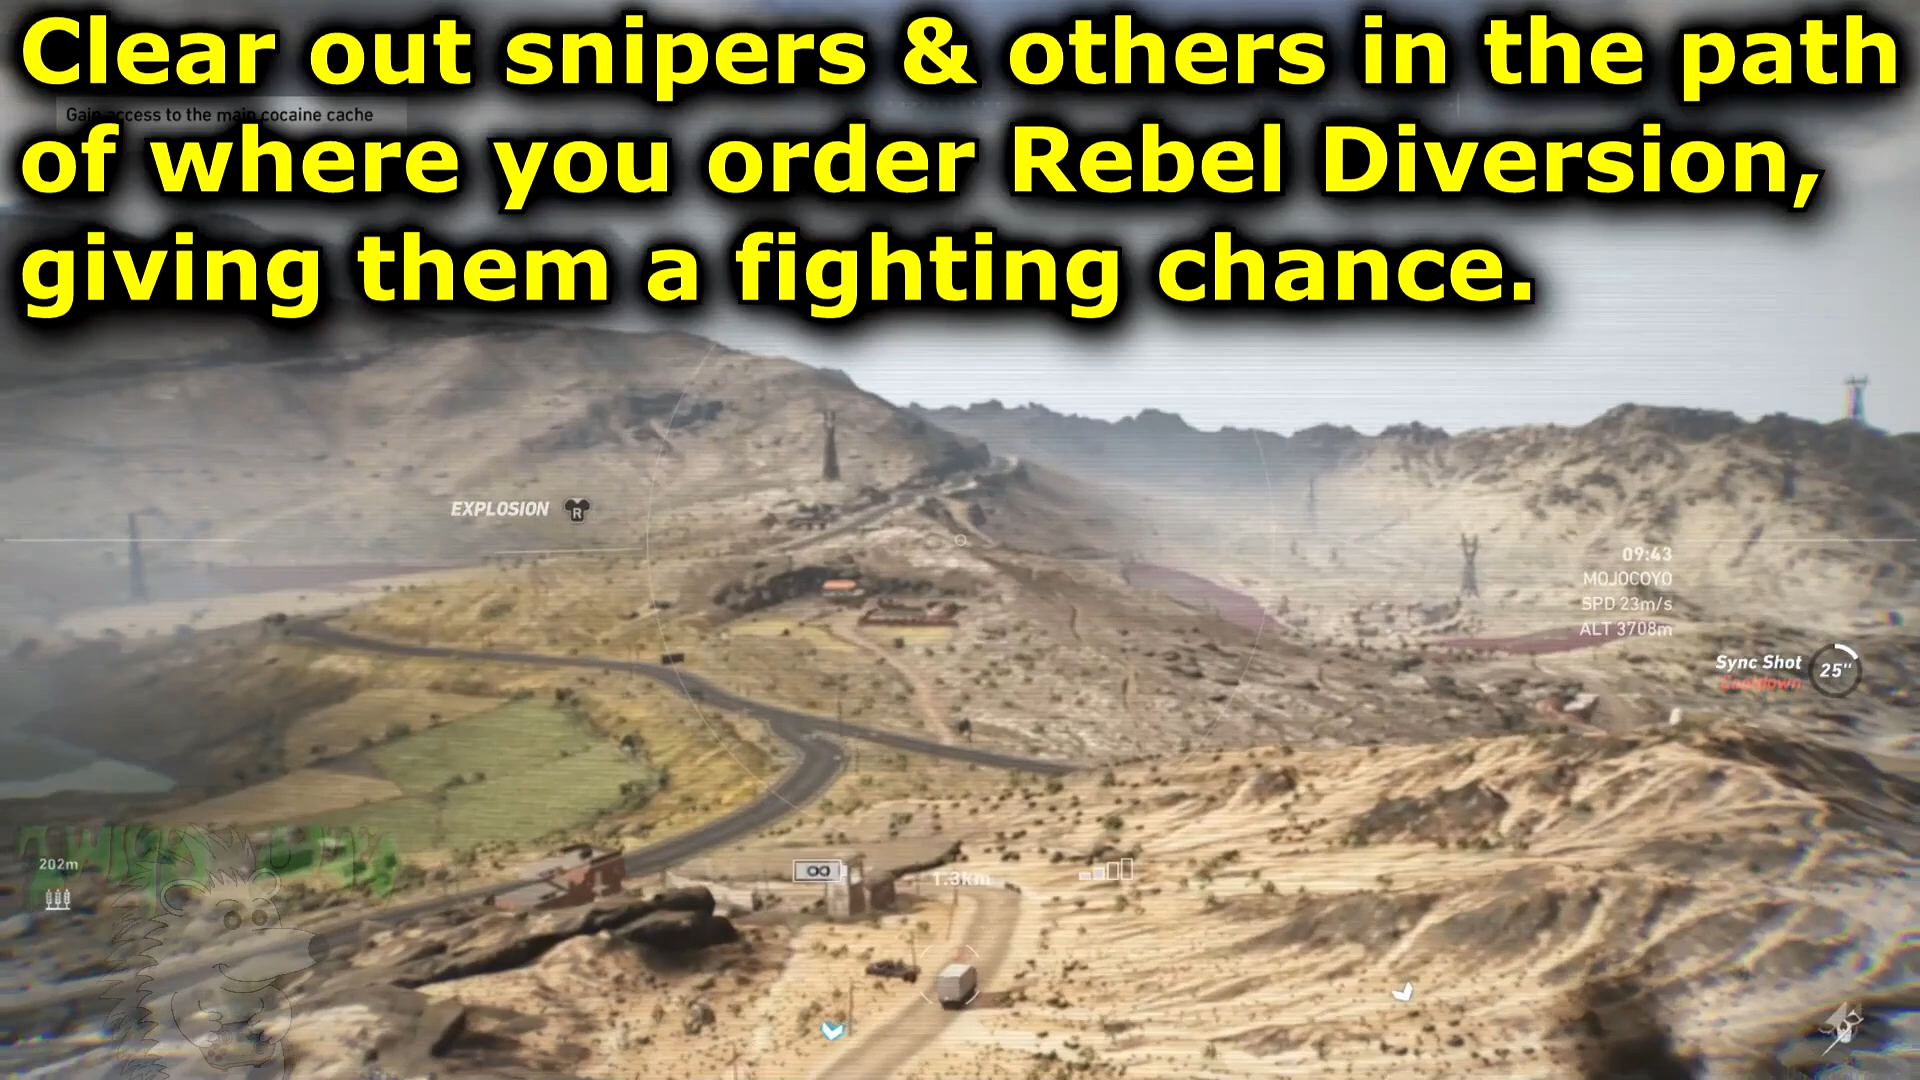 Clear out snipers & others in the path
Gain access to the main cocaine cache
of where you order Rebel Diversion,
giving them a fighting chance.
EXPLOSION R
09:43
MOJOCOYO
SPD 23m/s
ALT 3708m
Sync Shot 25"
Cooldown
202m
1.3km